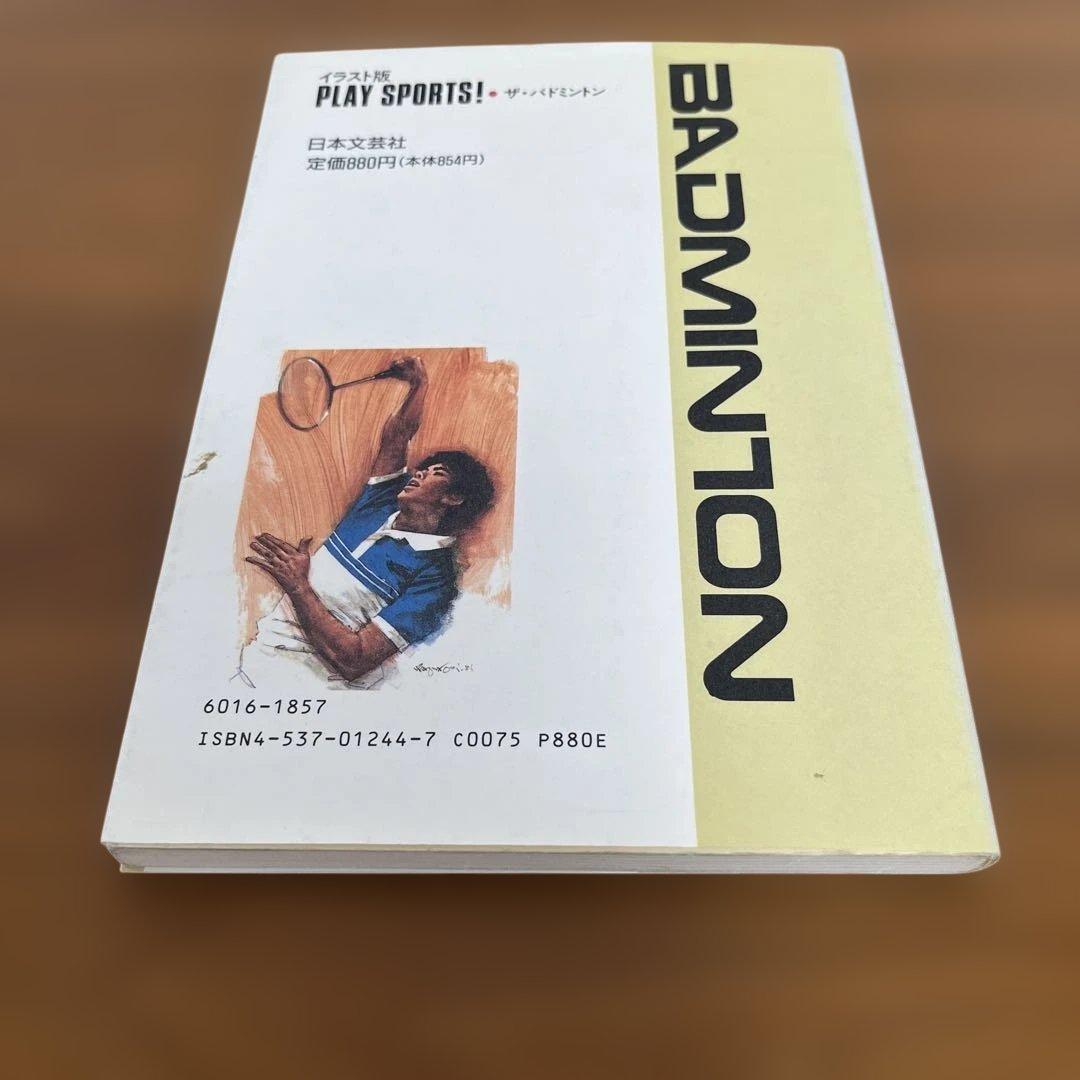 イラスト版
PLAY SPORTS! • ザ・バドミントン
日本文芸社
定価880円(本体854円)
BADMINTON
6016-1857
ISBN4-537-01244-7 C0075 P880E